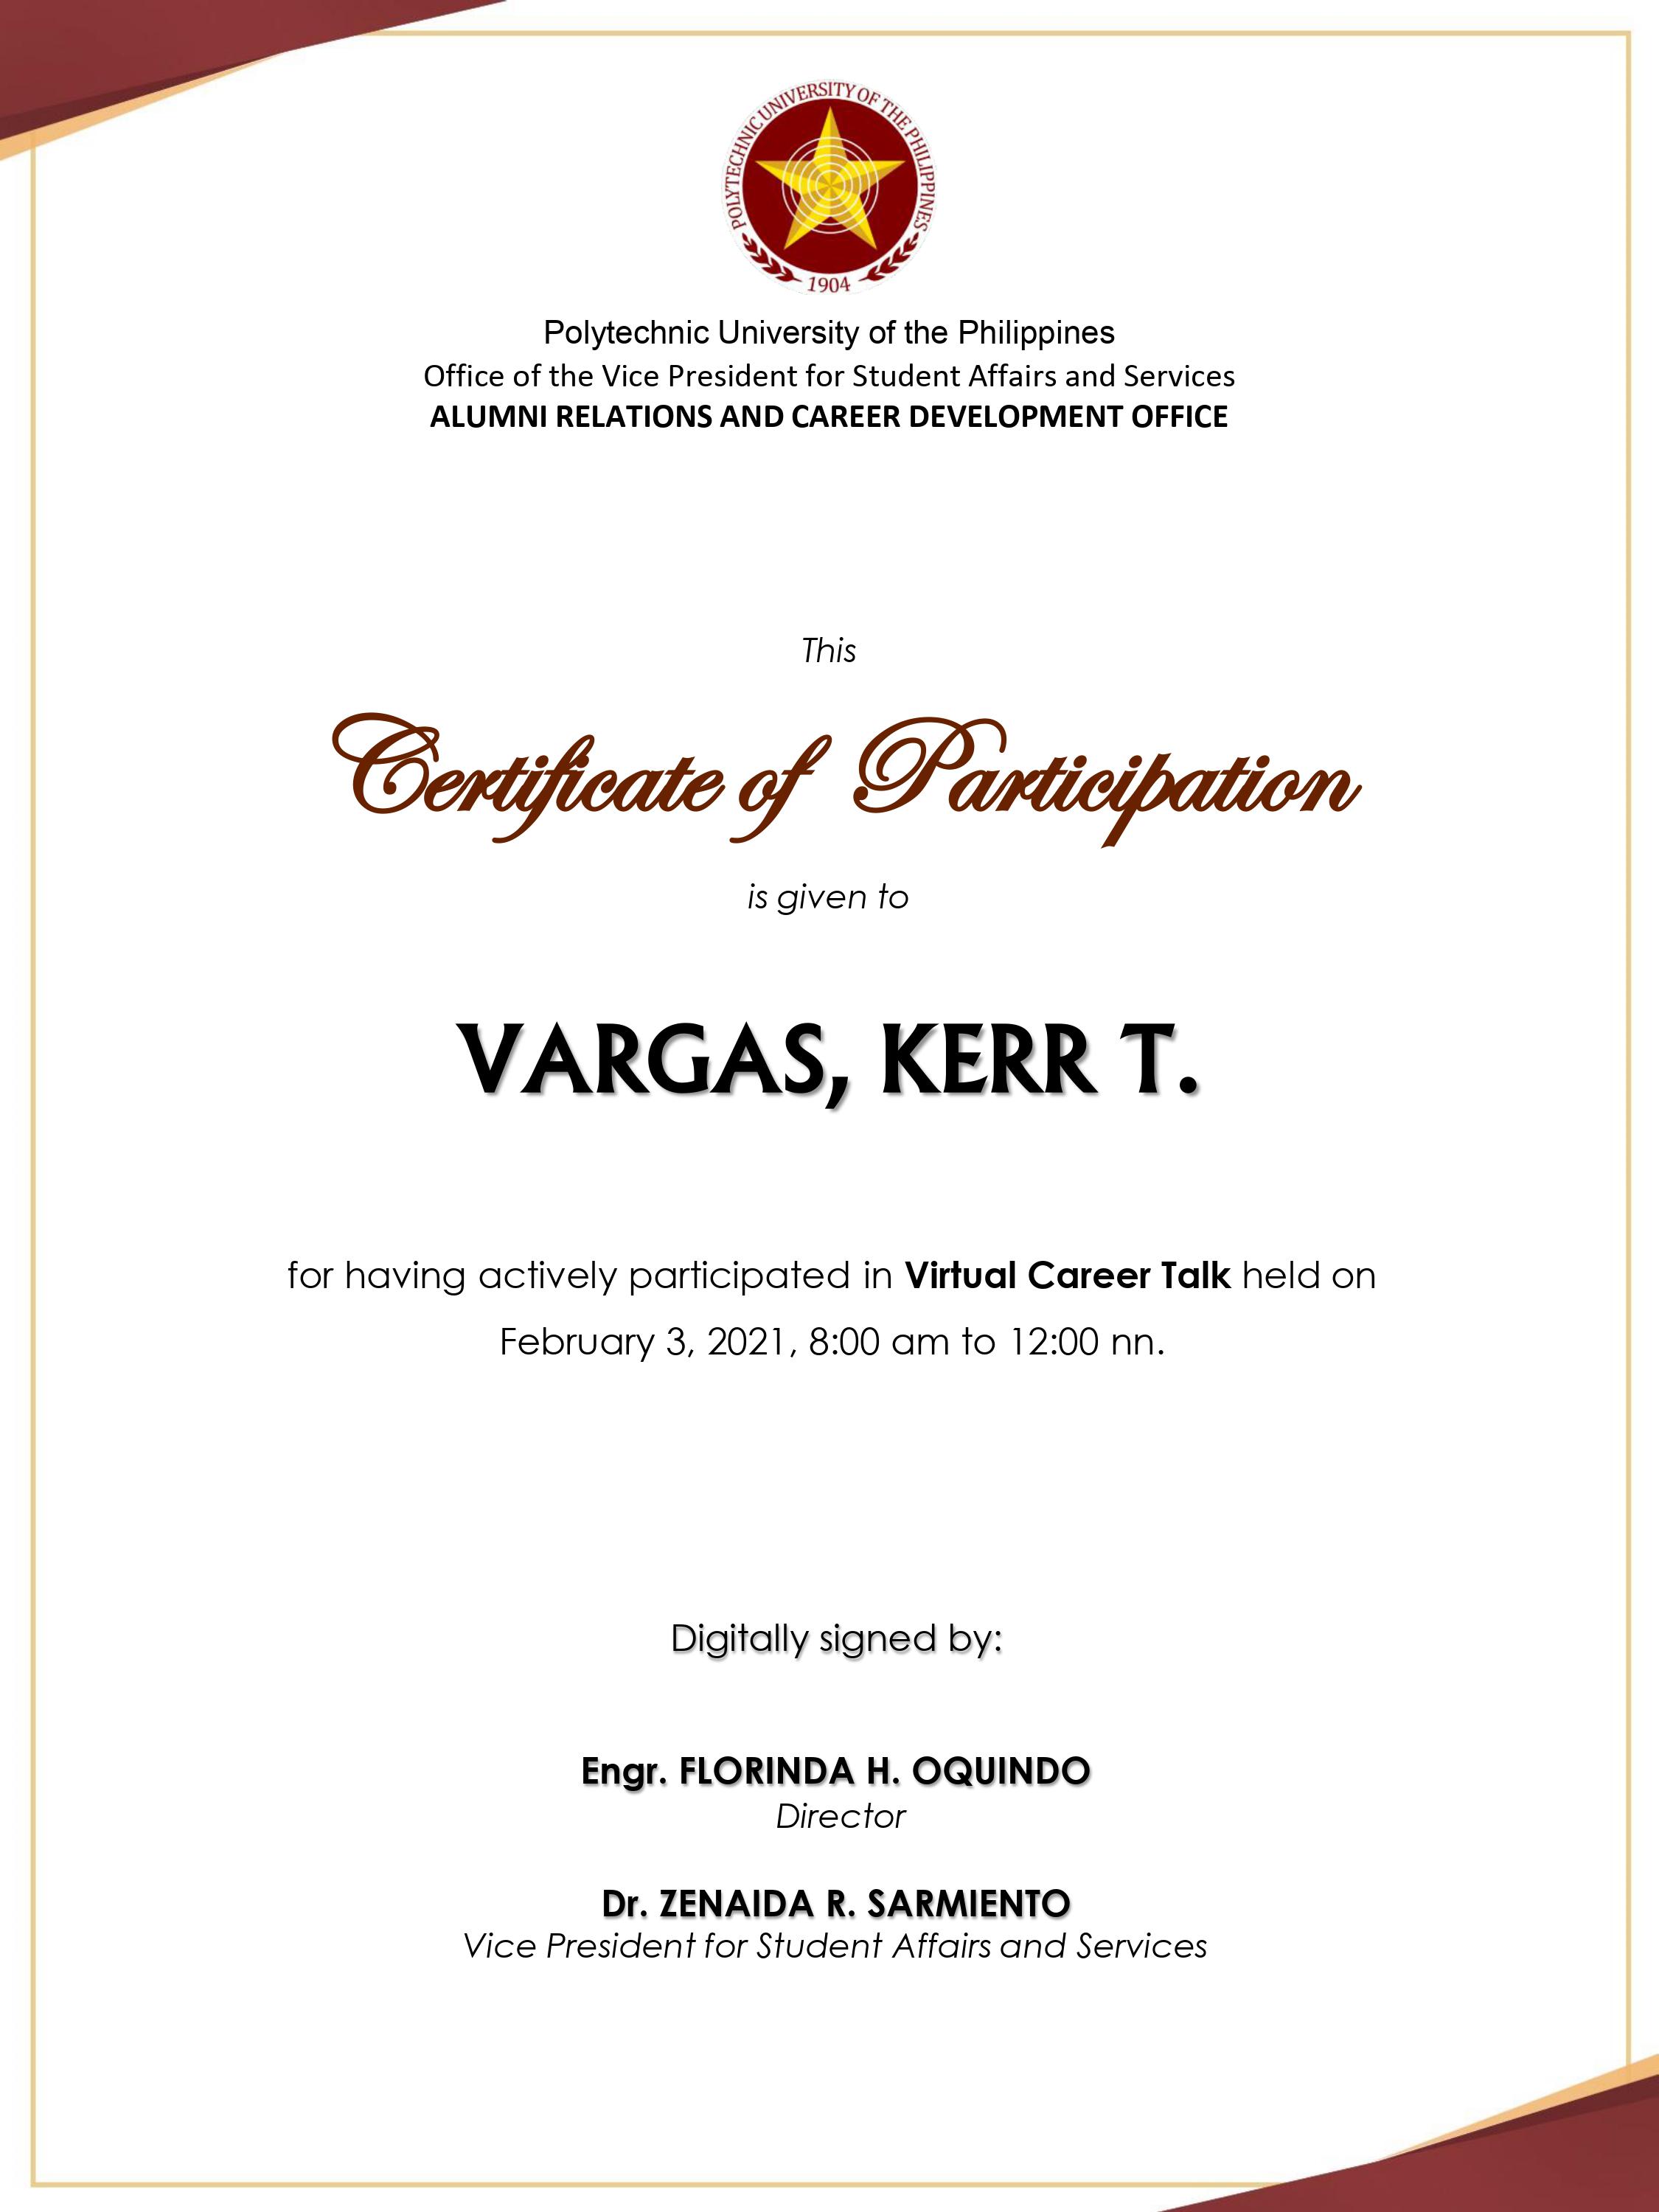 POLYTECHNIC UNIVERSITY OF THE PHILIPPINES
1904
Polytechnic University of the Philippines
Office of the Vice President for Student Affairs and Services
ALUMNI RELATIONS AND CAREER DEVELOPMENT OFFICE
This
Certificate of Participation
is given to
VARGAS, KERR T.
for having actively participated in Virtual Career Talk held on
February 3, 2021, 8:00 am to 12:00 nn.
Digitally signed by:
Engr. FLORINDA H. OQUINDO
Director
Dr. ZENAIDA R. SARMIENTO
Vice President for Student Affairs and Services